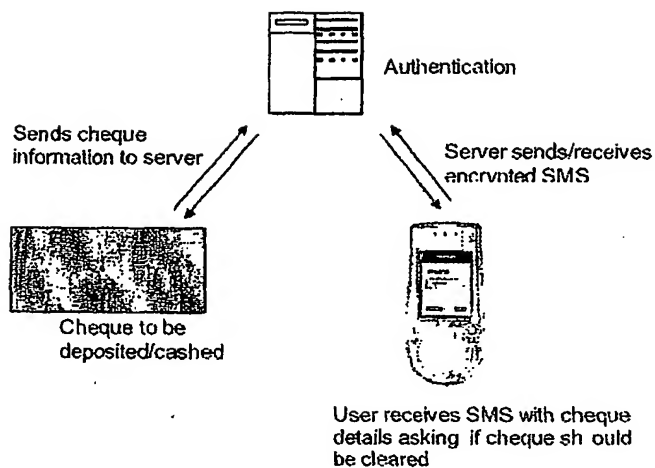 Authentication
Sends cheque
information to server
Server sends/receives
encrypted SMS
Cheque to be
deposited/cashed
User receives SMS with cheque
details asking if cheque sh ould
be cleared